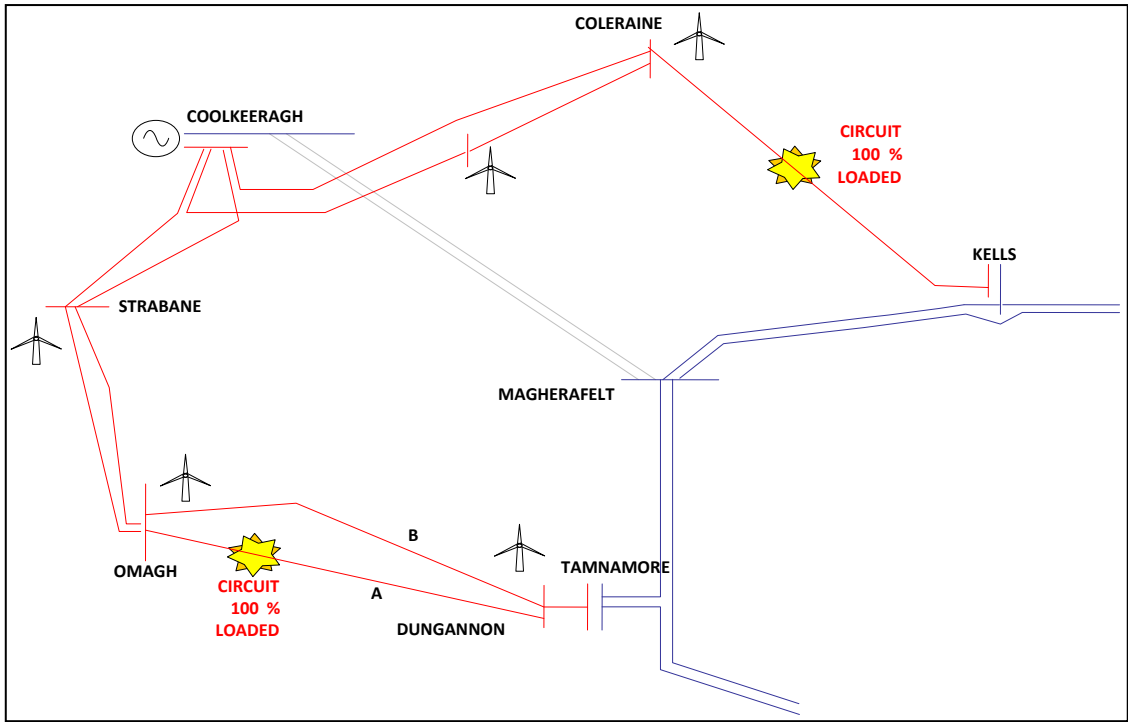 COLERAINE
COOLKEERAGH
CIRCUIT
100 %
LOADED
KELLS
STRABANE
MAGHERAFELT
B
OMAGH
TAMNAMORE
CIRCUIT
100 %
LOADED
A
DUNGANNON